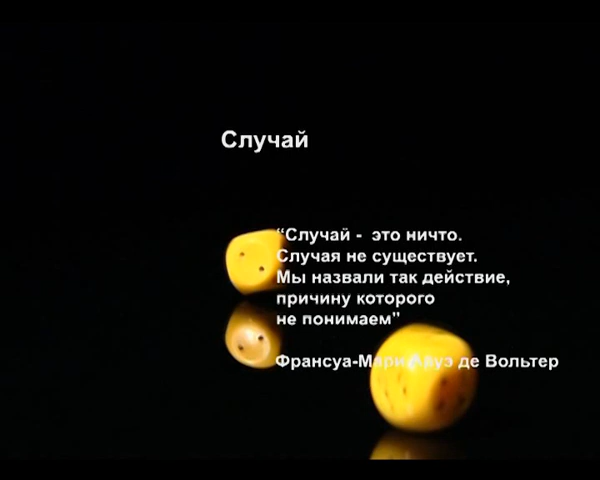 Случай
“Случай - это ничто.
Случая не существует.
Мы назвали так действие,
причину которого
не понимаем”
Франсуа-Мари Аруэ де Вольтер